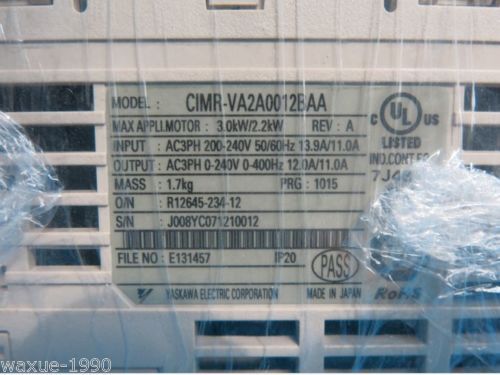 MODEL : CIMR-VA2A0012BAA
MAX APPLI.MOTOR : 3.0kW/2.2kW REV : A
INPUT : AC3PH 200-240V 50/60Hz 13.9A/11.0A
OUTPUT : AC3PH 0-240V 0-400Hz 12.0A/11.0A
MASS : 1.7kg PRG : 1015
O/N : R12645-234-12
S/N : J008YC071210012
FILE NO : E131457 IP20
YASKAWA ELECTRIC CORPORATION MADE IN JAPAN
PASS
C UL US
LISTED
IND.CONT.EQ
RoHS
waxue-1990